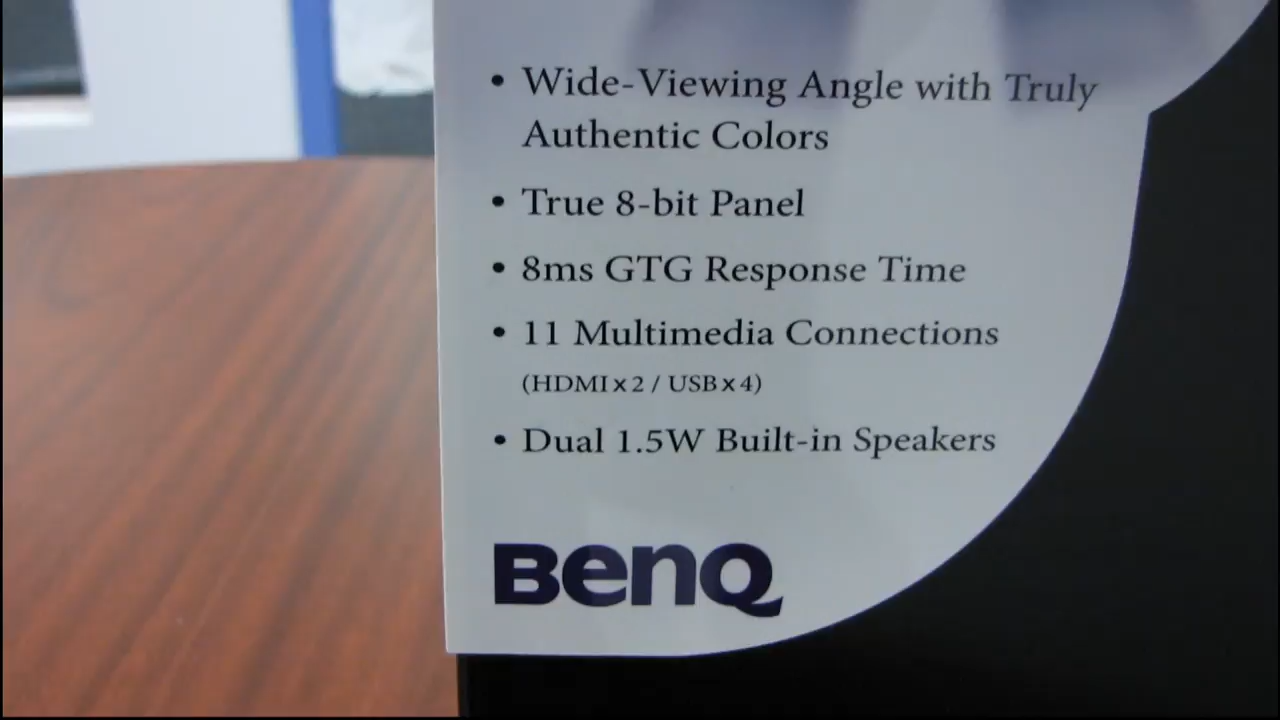 • Wide-Viewing Angle with Truly
Authentic Colors
• True 8-bit Panel
• 8ms GTG Response Time
• 11 Multimedia Connections
(HDMI x 2 / USB x 4)
• Dual 1.5W Built-in Speakers
BenQ